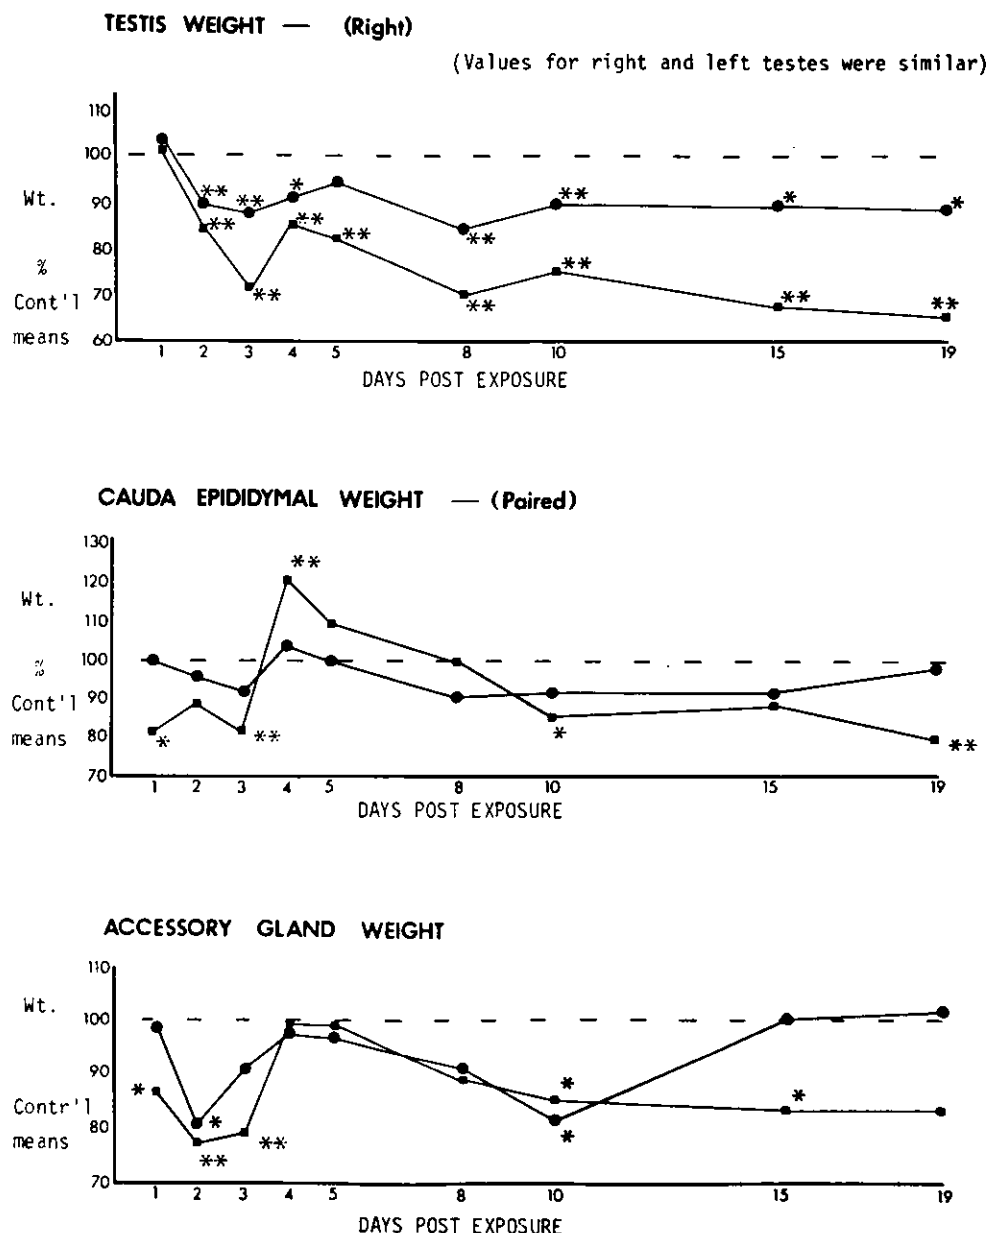 TESTIS WEIGHT — (Right)
(Values for right and left testes were similar)
110
100
90
80
70
60
Wt.
%
Cont'l
means
** ** * ** ** *
** ** ** ** ** ** ** **
1 2 3 4 5 8 10 15 19
DAYS POST EXPOSURE
CAUDA EPIDIDYMAL WEIGHT — (Paired)
130
120
110
100
90
80
70
Wt.
%
Cont'l
means
**
* ** * **
1 2 3 4 5 8 10 15 19
DAYS POST EXPOSURE
ACCESSORY GLAND WEIGHT
110
100
90
80
70
Wt.
Contr'l
means
* * * *
** ** *
1 2 3 4 5 8 10 15 19
DAYS POST EXPOSURE